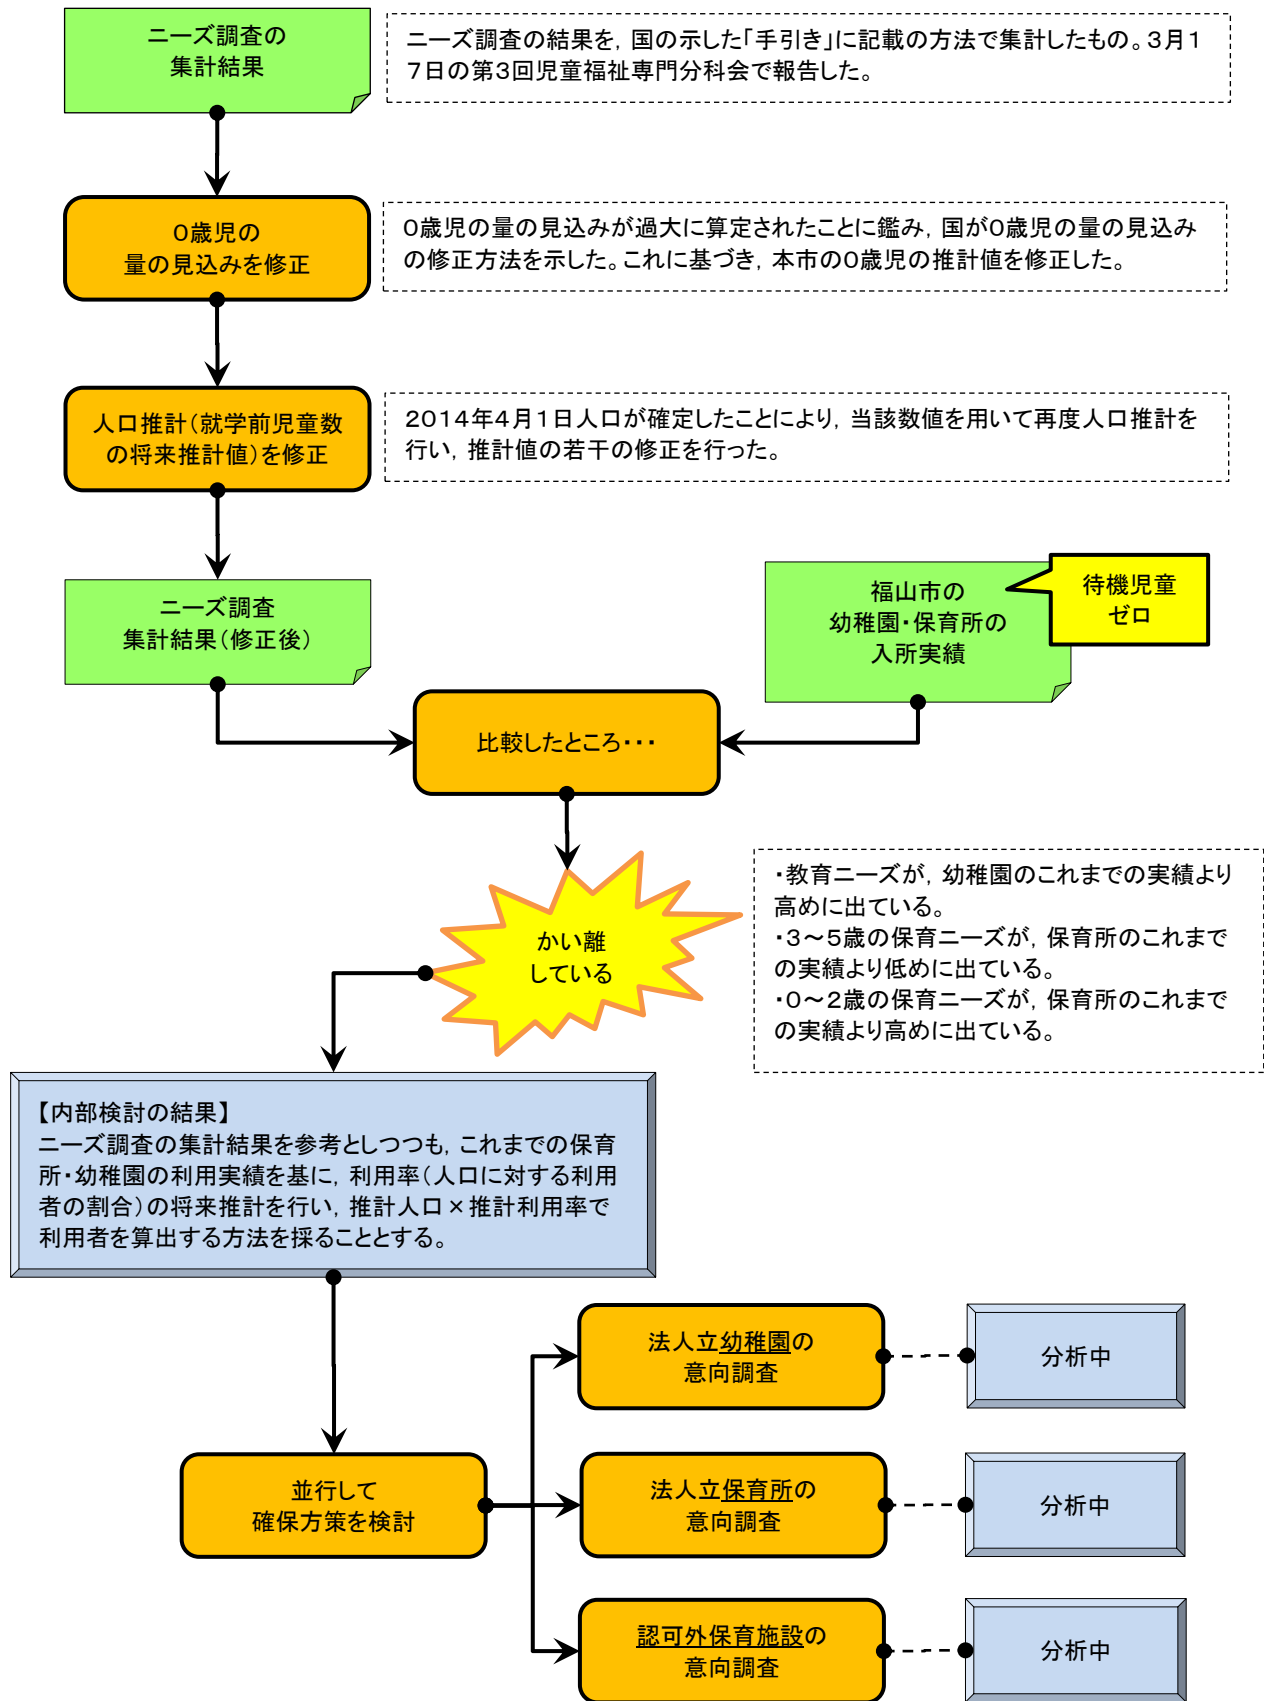 ニーズ調査の
集計結果
ニーズ調査の結果を，国の示した「手引き」に記載の方法で集計したもの。３月１
７日の第3回児童福祉専門分科会で報告した。
０歳児の
量の見込みを修正
０歳児の量の見込みが過大に算定されたことに鑑み，国が０歳児の量の見込み
の修正方法を示した。これに基づき，本市の０歳児の推計値を修正した。
人口推計（就学前児童数
の将来推計値）を修正
２０１４年４月１日人口が確定したことにより，当該数値を用いて再度人口推計を
行い，推計値の若干の修正を行った。
ニーズ調査
集計結果（修正後）
福山市の
幼稚園・保育所の
入所実績
待機児童
ゼロ
比較したところ・・・
かい離
している
・教育ニーズが，幼稚園のこれまでの実績より
高めに出ている。
・３～５歳の保育ニーズが，保育所のこれまで
の実績より低めに出ている。
・０～２歳の保育ニーズが，保育所のこれまで
の実績より高めに出ている。
【内部検討の結果】
ニーズ調査の集計結果を参考としつつも，これまでの保育
所・幼稚園の利用実績を基に，利用率（人口に対する利用
者の割合）の将来推計を行い，推計人口×推計利用率で
利用者を算出する方法を採ることとする。
並行して
確保方策を検討
法人立幼稚園の
意向調査
分析中
法人立保育所の
意向調査
分析中
認可外保育施設の
意向調査
分析中